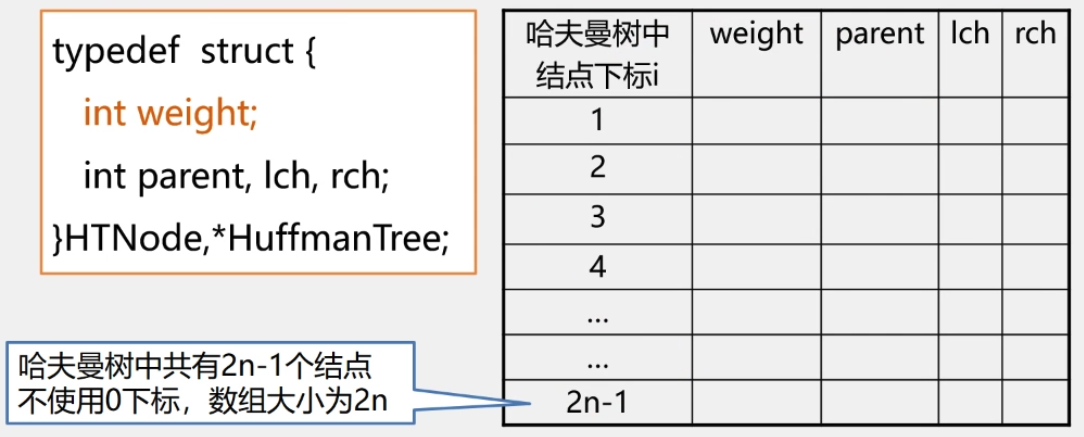 typedef struct {
int weight;
int parent, lch, rch;
}HTNode,*HuffmanTree;
哈夫曼树中共有2n-1个结点
不使用0下标，数组大小为2n
哈夫曼树中 weight parent lch rch
结点下标i
1
2
3
4
...
...
2n-1